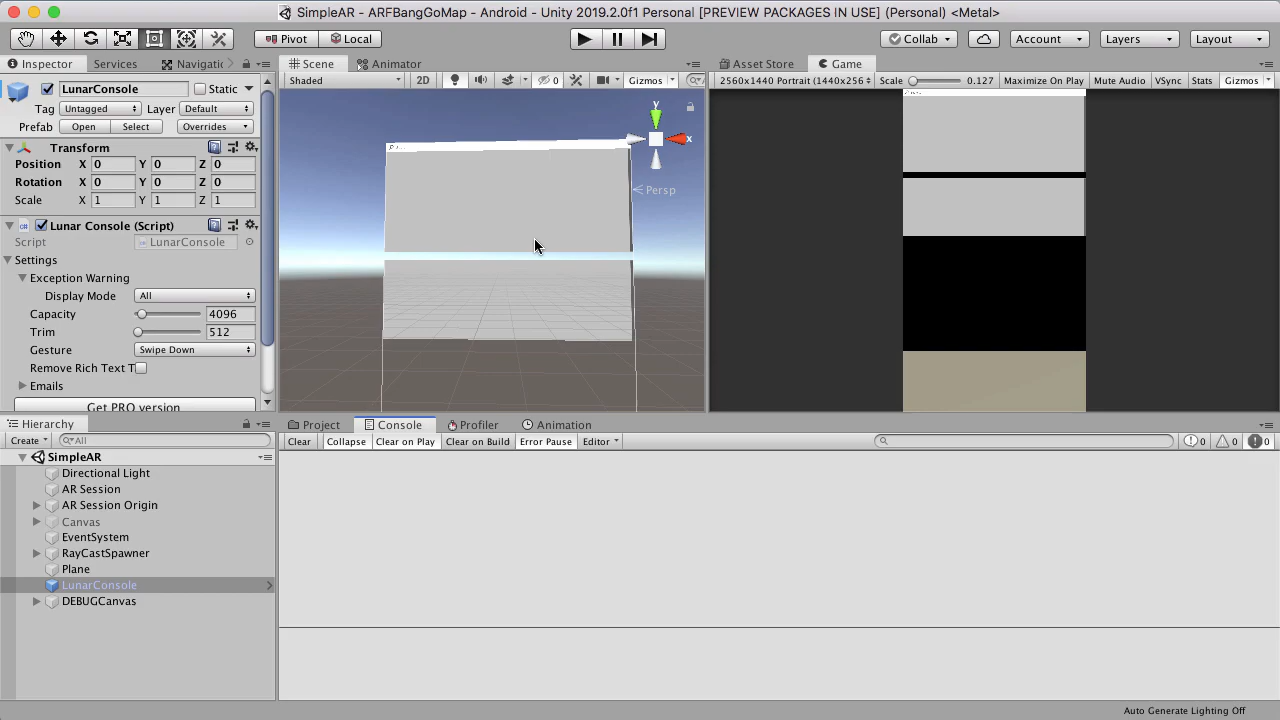 SimpleAR - ARFBangGoMap - Android - Unity 2019.2.0f1 Personal [PREVIEW PACKAGES IN USE] (Personal) <Metal>
Pivot Local Collab Account Layers Layout
Inspector Services Navigatic
Scene Animator
Asset Store Game
LunarConsole Static
Tag Untagged Layer Default
Prefab Open Select Overrides
Shaded 2D 0 Gizmos
2560x1440 Portrait (1440x256 Scale 0.127 Maximize On Play Mute Audio VSync Stats Gizmos
Transform
Position X 0 Y 0 Z 0
Rotation X 0 Y 0 Z 0
Scale X 1 Y 1 Z 1
Lunar Console (Script)
Script LunarConsole
Settings
Exception Warning
Display Mode All
Capacity 4096
Trim 512
Gesture Swipe Down
Remove Rich Text T
Emails
Get PRO version
y
x
Persp
Hierarchy
Create All
SimpleAR
Directional Light
AR Session
AR Session Origin
Canvas
EventSystem
RayCastSpawner
Plane
LunarConsole
DEBUGCanvas
Project Console Profiler Animation
Clear Collapse Clear on Play Clear on Build Error Pause Editor 0 0 0
Auto Generate Lighting Off